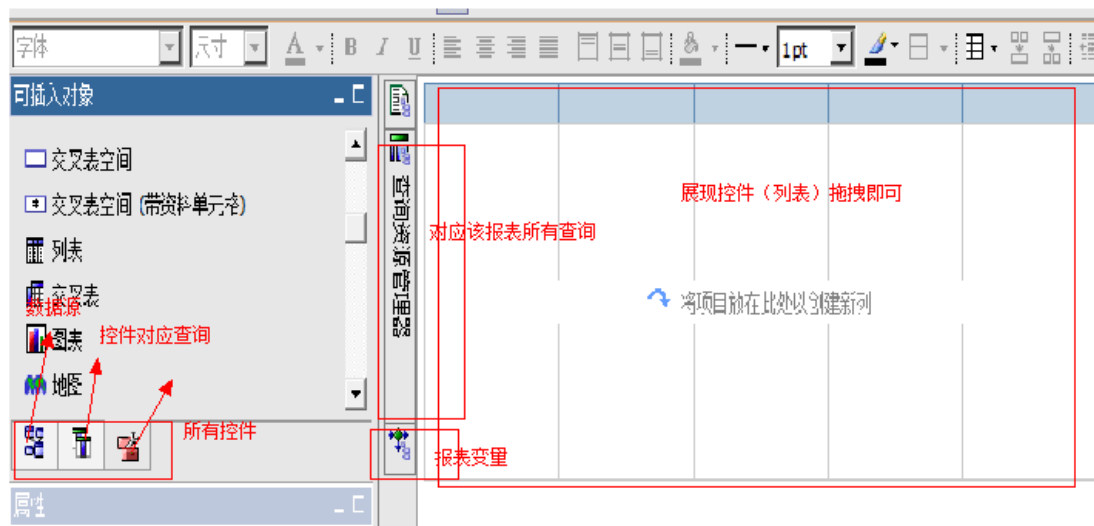 字体
尺寸
A
B I U
1pt
可插入对象
交叉表空间
交叉表空间 (带资料单元格)
列表
交叉表
数据源
图表
控件对应查询
地图
所有控件
属性
查询资源管理器
对应该报表所有查询
报表变量
展现控件（列表）拖拽即可
将项目放在此处以创建新列